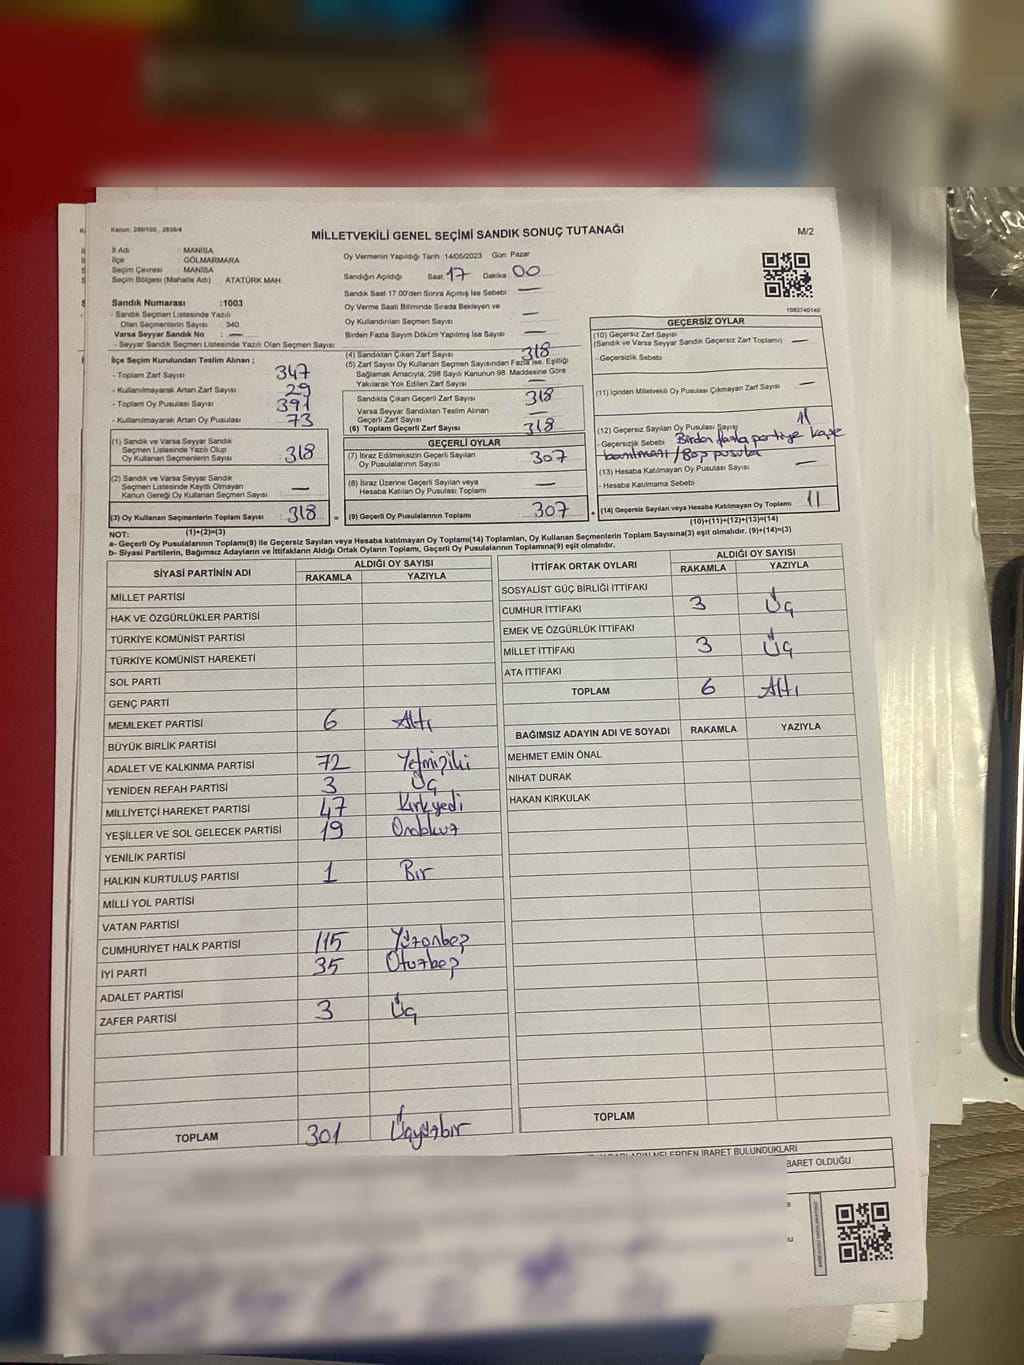 Kanun: 298/105 , 2839/4
MİLLETVEKİLİ GENEL SEÇİMİ SANDIK SONUÇ TUTANAĞI
M/2
İl Adı : MANİSA
İlçe : GÖLMARMARA
Seçim Çevresi : MANİSA
Seçim Bölgesi (Mahalle Adı) : ATATÜRK MAH.
Oy Vermenin Yapıldığı Tarih :14/05/2023 Gün: Pazar
Sandığın Açıldığı Saat 17 Dakika 00
Sandık Saat 17.00'den Sonra Açımış İse Sebebi : —
Oy Verme Saati Bitiminde Sırada Bekleyen ve
Oy Kullandırılan Seçmen Sayısı —
Birden Fazla Sayım Döküm Yapılmış İse Sayısı —
Sandık Numarası :1003
- Sandık Seçmen Listesinde Yazılı
Olan Seçmenlerin Sayısı : 340
Varsa Seyyar Sandık No : —
- Seyyar Sandık Seçmen Listesinde Yazılı Olan Seçmen Sayısı:
1083740140
İlçe Seçim Kurulundan Teslim Alınan ;
- Toplam Zarf Sayısı : 347
- Kullanılmayarak Artan Zarf Sayısı : 29
- Toplam Oy Pusulası Sayısı : 391
- Kullanılmayarak Artan Oy Pusulası : 73
(1) Sandık ve Varsa Seyyar Sandık
Seçmen Listesinde Yazılı Olup
Oy Kullanan Seçmenlerin Sayısı : 318
(2) Sandık ve Varsa Seyyar Sandık
Seçmen Listesinde Kayıtlı Olmayan
Kanun Gereği Oy Kullanan Seçmen Sayısı : —
(3) Oy Kullanan Seçmenlerin Toplam Sayısı : 318
(1)+(2)=(3)
(4) Sandıktan Çıkan Zarf Sayısı 318
(5) Zarf Sayısı Oy Kullanan Seçmen Sayısından Fazla ise, Eşitliği
Sağlamak Amacıyla, 298 Sayılı Kanunun 98. Maddesine Göre
Yakılarak Yok Edilen Zarf Sayısı —
Sandıkta Çıkan Geçerli Zarf Sayısı 318
Varsa Seyyar Sandıktan Teslim Alınan
Geçerli Zarf Sayısı —
(6) Toplam Geçerli Zarf Sayısı 318
GEÇERLİ OYLAR
(7) İtiraz Edilmeksizin Geçerli Sayılan
Oy Pusulalarının Sayısı : 307
(8) İtiraz Üzerine Geçerli Sayılan veya
Hesaba Katılan Oy Pusulası Toplamı : —
= (9) Geçerli Oy Pusulalarının Toplamı : 307
GEÇERSİZ OYLAR
(10) Geçersiz Zarf Sayısı
(Sandık ve Varsa Seyyar Sandık Geçersiz Zarf Toplamı) —
- Geçersizlik Sebebi :
(11) İçinden Milletvekili Oy Pusulası Çıkmayan Zarf Sayısı —
(12) Geçersiz Sayılan Oy Pusulası Sayısı 11
- Geçersizlik Sebebi : Birden fazla partiye kaşe
basılması / Boş pusula
(13) Hesaba Katılmayan Oy Pusulası Sayısı —
- Hesaba Katılmama Sebebi :
+ (14) Geçersiz Sayılan veya Hesaba Katılmayan Oy Toplamı : 11
(10)+(11)+(12)+(13)=(14)
NOT:
a- Geçerli Oy Pusulalarının Toplamı(9) ile Geçersiz Sayılan veya Hesaba katılmayan Oy Toplamı(14) Toplamları, Oy Kullanan Seçmenlerin Toplam Sayısına(3) eşit olmalıdır. (9)+(14)=(3)
b- Siyasi Partilerin, Bağımsız Adayların ve İttifakların Aldığı Ortak Oyların Toplamı, Geçerli Oy Pusulalarının Toplamına(9) eşit olmalıdır.
SİYASİ PARTİNİN ADI ALDIĞI OY SAYISI
RAKAMLA YAZIYLA
MİLLET PARTİSİ
HAK VE ÖZGÜRLÜKLER PARTİSİ
TÜRKİYE KOMÜNİST PARTİSİ
TÜRKİYE KOMÜNİST HAREKETİ
SOL PARTİ
GENÇ PARTİ
MEMLEKET PARTİSİ 6 Altı
BÜYÜK BİRLİK PARTİSİ
ADALET VE KALKINMA PARTİSİ 72 Yetmişiki
YENİDEN REFAH PARTİSİ 3 Üç
MİLLİYETÇİ HAREKET PARTİSİ 47 Kırkyedi
YEŞİLLER VE SOL GELECEK PARTİSİ 19 Ondokuz
YENİLİK PARTİSİ
HALKIN KURTULUŞ PARTİSİ 1 Bir
MİLLİ YOL PARTİSİ
VATAN PARTİSİ
CUMHURİYET HALK PARTİSİ 115 Yüzonbeş
İYİ PARTİ 35 Otuzbeş
ADALET PARTİSİ
ZAFER PARTİSİ 3 Üç
TOPLAM 301 Üçyüzbir
İTTİFAK ORTAK OYLARI ALDIĞI OY SAYISI
RAKAMLA YAZIYLA
SOSYALİST GÜÇ BİRLİĞİ İTTİFAKI
CUMHUR İTTİFAKI 3 Üç
EMEK VE ÖZGÜRLÜK İTTİFAKI
MİLLET İTTİFAKI 3 Üç
ATA İTTİFAKI
TOPLAM 6 Altı
BAĞIMSIZ ADAYIN ADI VE SOYADI RAKAMLA YAZIYLA
MEHMET EMİN ÖNAL
NİHAT DURAK
HAKAN KIRKULAK
TOPLAM
NELERDEN İBARET BULUNDUKLARI
İBARET OLDUĞU